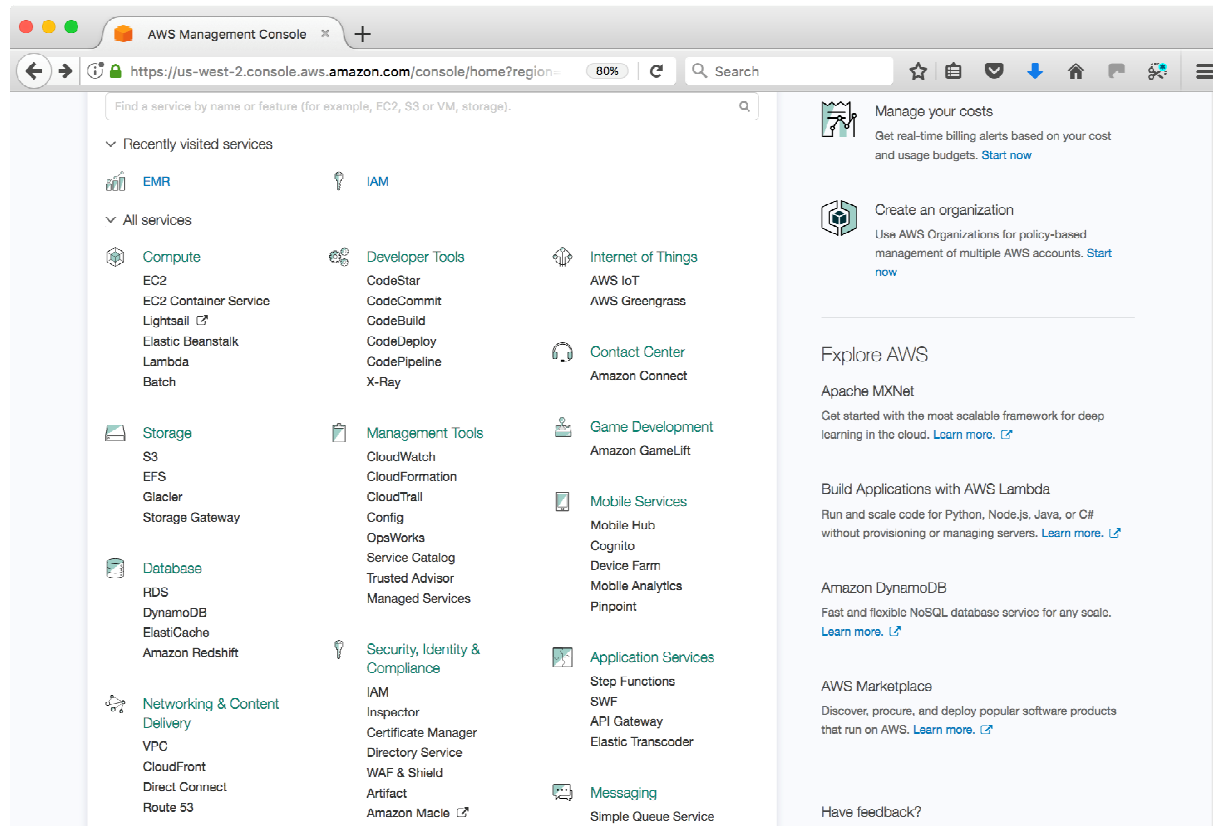 AWS Management Console
https://us-west-2.console.aws.amazon.com/console/home?region=
80%
Search
Find a service by name or feature (for example, EC2, S3 or VM, storage).
Recently visited services
EMR
IAM
All services
Compute
EC2
EC2 Container Service
Lightsail
Elastic Beanstalk
Lambda
Batch
Storage
S3
EFS
Glacier
Storage Gateway
Database
RDS
DynamoDB
ElastiCache
Amazon Redshift
Networking & Content
Delivery
VPC
CloudFront
Direct Connect
Route 53
Developer Tools
CodeStar
CodeCommit
CodeBuild
CodeDeploy
CodePipeline
X-Ray
Management Tools
CloudWatch
CloudFormation
CloudTrail
Config
OpsWorks
Service Catalog
Trusted Advisor
Managed Services
Security, Identity &
Compliance
IAM
Inspector
Certificate Manager
Directory Service
WAF & Shield
Artifact
Amazon Macie
Internet of Things
AWS IoT
AWS Greengrass
Contact Center
Amazon Connect
Game Development
Amazon GameLift
Mobile Services
Mobile Hub
Cognito
Device Farm
Mobile Analytics
Pinpoint
Application Services
Step Functions
SWF
API Gateway
Elastic Transcoder
Messaging
Simple Queue Service
Manage your costs
Get real-time billing alerts based on your cost
and usage budgets. Start now
Create an organization
Use AWS Organizations for policy-based
management of multiple AWS accounts. Start
now
Explore AWS
Apache MXNet
Get started with the most scalable framework for deep
learning in the cloud. Learn more.
Build Applications with AWS Lambda
Run and scale code for Python, Node.js, Java, or C#
without provisioning or managing servers. Learn more.
Amazon DynamoDB
Fast and flexible NoSQL database service for any scale.
Learn more.
AWS Marketplace
Discover, procure, and deploy popular software products
that run on AWS. Learn more.
Have feedback?